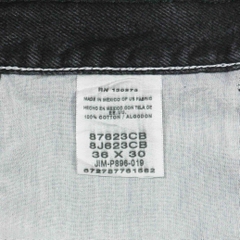 RN 130873
MADE IN MEXICO OF US FABRIC
HECHO EN MEXICO CON TELA DE
EE.UU.
100% COTTON / ALGODON
87623CB
8J623CB
36 X 30
JIM-P896-019